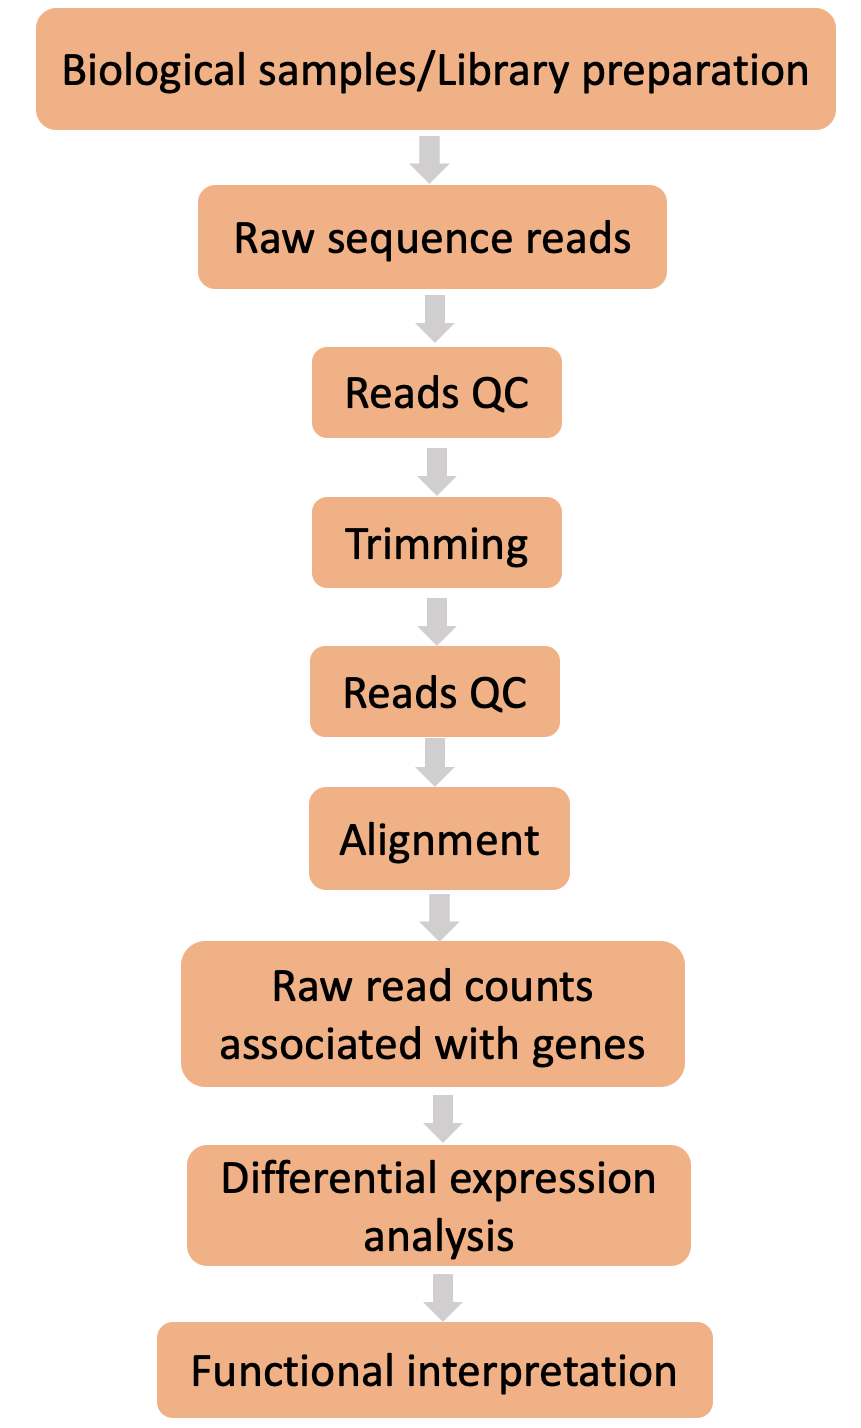 Biological samples/Library preparation
Raw sequence reads
Reads QC
Trimming
Reads QC
Alignment
Raw read counts
associated with genes
Differential expression
analysis
Functional interpretation